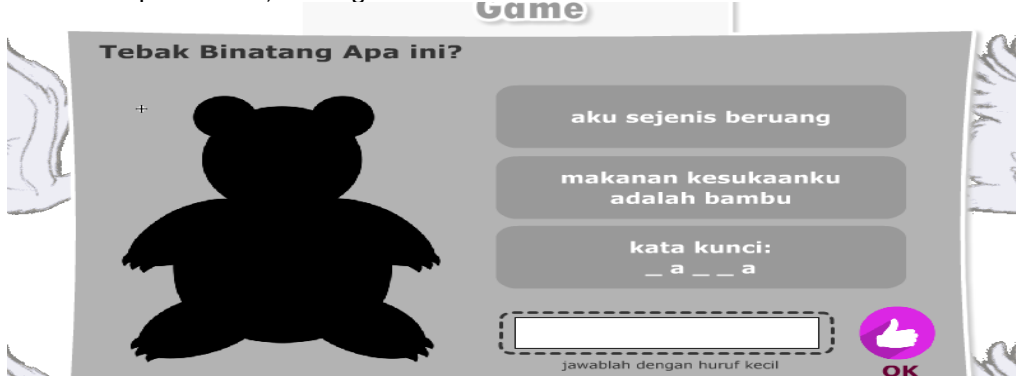 Game
Tebak Binatang Apa ini?
aku sejenis beruang
makanan kesukaanku
adalah bambu
kata kunci:
_ a _ _ a
jawablah dengan huruf kecil
OK